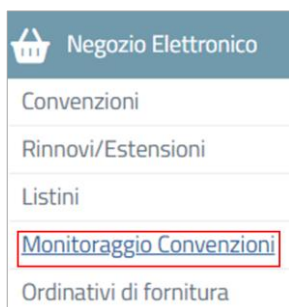 Negozio Elettronico
Convenzioni
Rinnovi/Estensioni
Listini
Monitoraggio Convenzioni
Ordinativi di fornitura